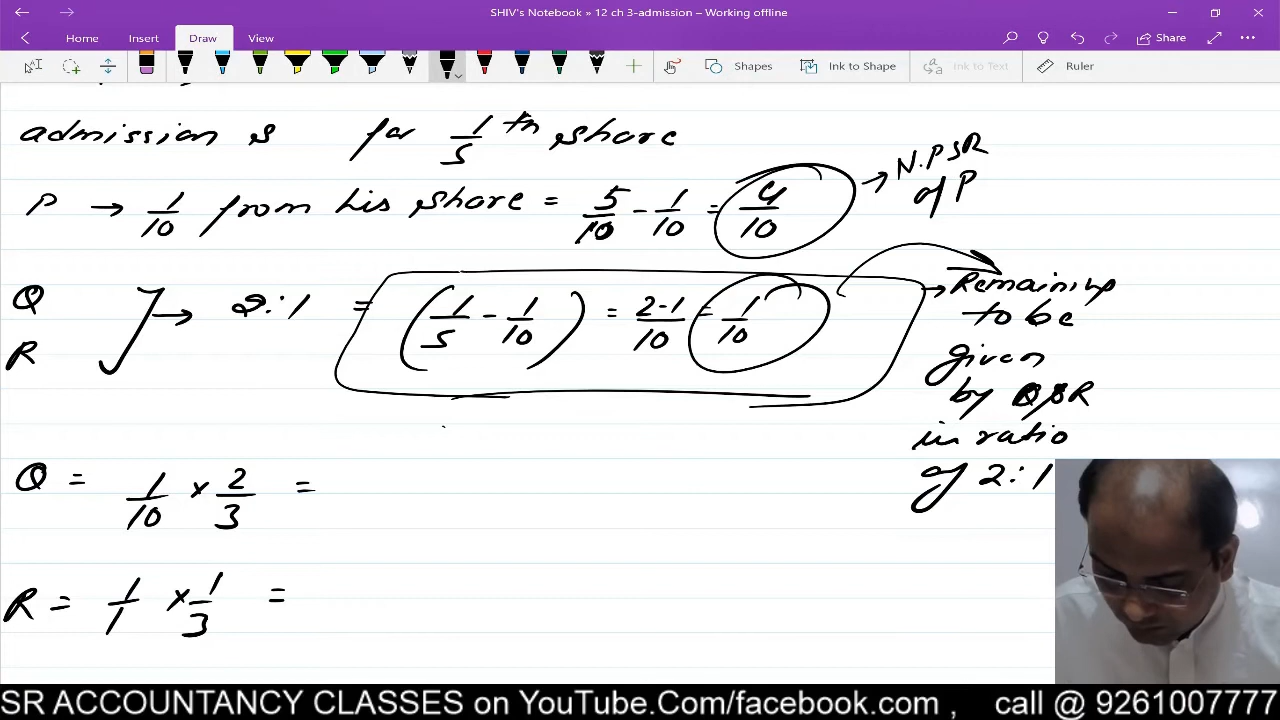 SHIV's Notebook » 12 ch 3-admission – Working offline
Home Insert Draw View Share
Shapes Ink to Shape Ink to Text Ruler
admission is for 1/5 th share
P → 1/10 from his share = 5/10 - 1/10 = 4/10 → N.PSR of P
Q
R → 2:1 = (1/5 - 1/10) = 2-1/10 = 1/10 → Remaining
to be
given
by Q & R
in ratio
of 2:1
Q = 1/10 × 2/3 =
R = 1/1 × 1/3 =
SR ACCOUNTANCY CLASSES on YouTube.Com/facebook.com , call @ 9261007777